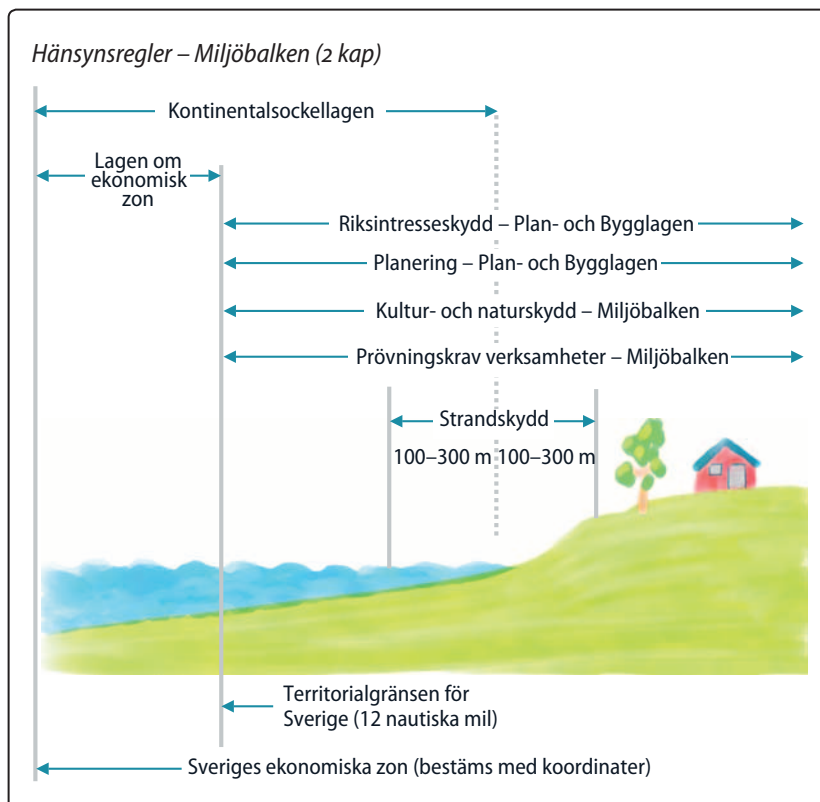 Hänsynsregler – Miljöbalken (2 kap)
Kontinentalsockellagen
Lagen om
ekonomisk
zon
Riksintresseskydd – Plan- och Bygglagen
Planering – Plan- och Bygglagen
Kultur- och naturskydd – Miljöbalken
Prövningskrav verksamheter – Miljöbalken
Strandskydd
100–300 m 100–300 m
Territorialgränsen för
Sverige (12 nautiska mil)
Sveriges ekonomiska zon (bestäms med koordinater)